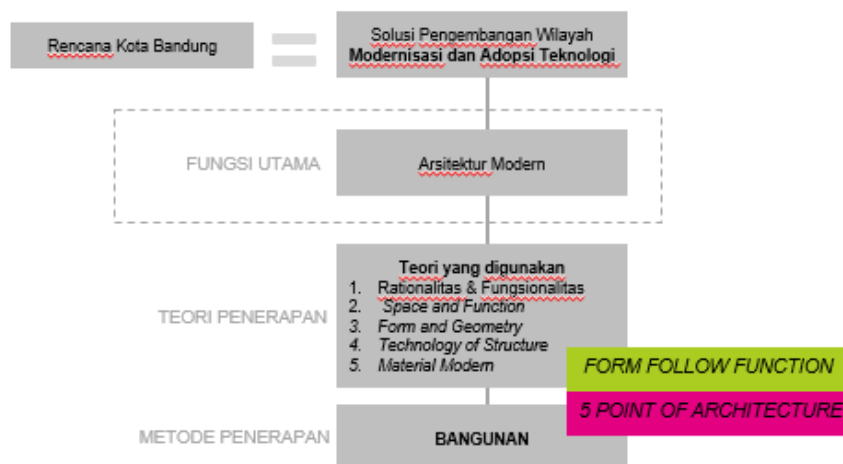 Rencana Kota Bandung
Solusi Pengembangan Wilayah
Modernisasi dan Adopsi Teknologi
FUNGSI UTAMA
Arsitektur Modern
TEORI PENERAPAN
Teori yang digunakan
1. Rationalitas & Fungsionalitas
2. Space and Function
3. Form and Geometry
4. Technology of Structure
5. Material Modern
FORM FOLLOW FUNCTION
5 POINT OF ARCHITECTURE
METODE PENERAPAN
BANGUNAN